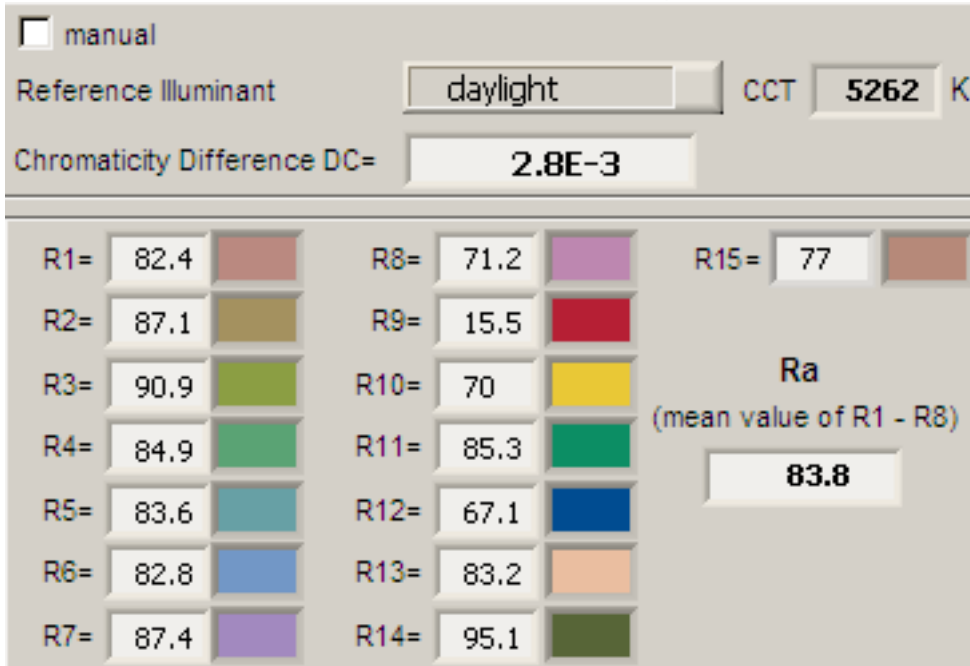 manual
Reference Illuminant daylight CCT 5262 K
Chromaticity Difference DC= 2.8E-3
R1= 82.4 R8= 71.2 R15= 77
R2= 87.1 R9= 15.5
R3= 90.9 R10= 70 Ra
(mean value of R1 - R8)
R4= 84.9 R11= 85.3
83.8
R5= 83.6 R12= 67.1
R6= 82.8 R13= 83.2
R7= 87.4 R14= 95.1